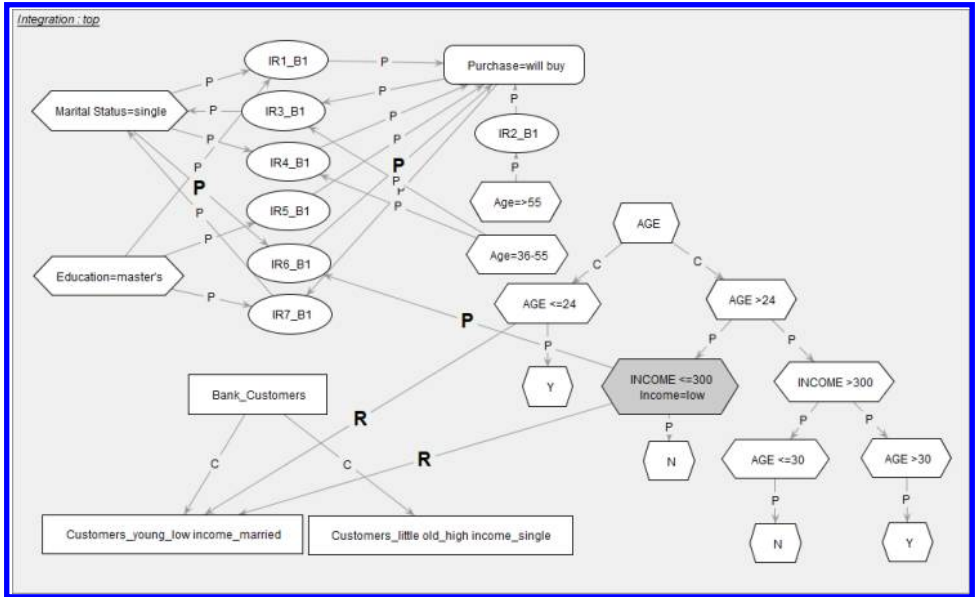 Integration : top
IR1_B1
P
Purchase=will buy
P
P
P
Marital Status=single
P
IR3_B1
P
P
P
IR2_B1
P
IR4_B1
P
P
P
P
P
Age=>55
P
P
IR5_B1
P
AGE
P
Age=36-55
C
C
Education=master's
IR6_B1
P
IR7_B1
AGE <=24
AGE >24
P
P
P
P
Bank_Customers
Y
INCOME <=300
Income=low
INCOME >300
R
P
P
P
C
C
R
N
AGE <=30
AGE >30
P
P
Customers_young_low income_married
Customers_little old_high income_single
N
Y